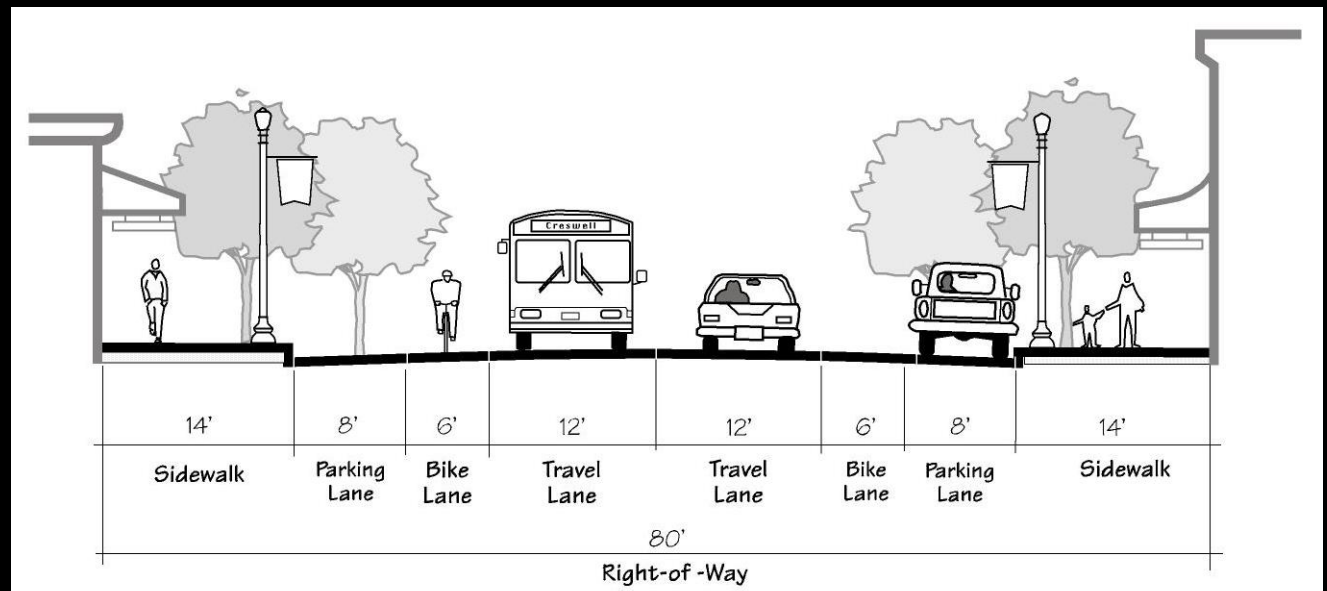 Creswell
14' 8' 6' 12' 12' 6' 8' 14'
Sidewalk Parking Lane Bike Lane Travel Lane Travel Lane Bike Lane Parking Lane Sidewalk
80'
Right-of -Way